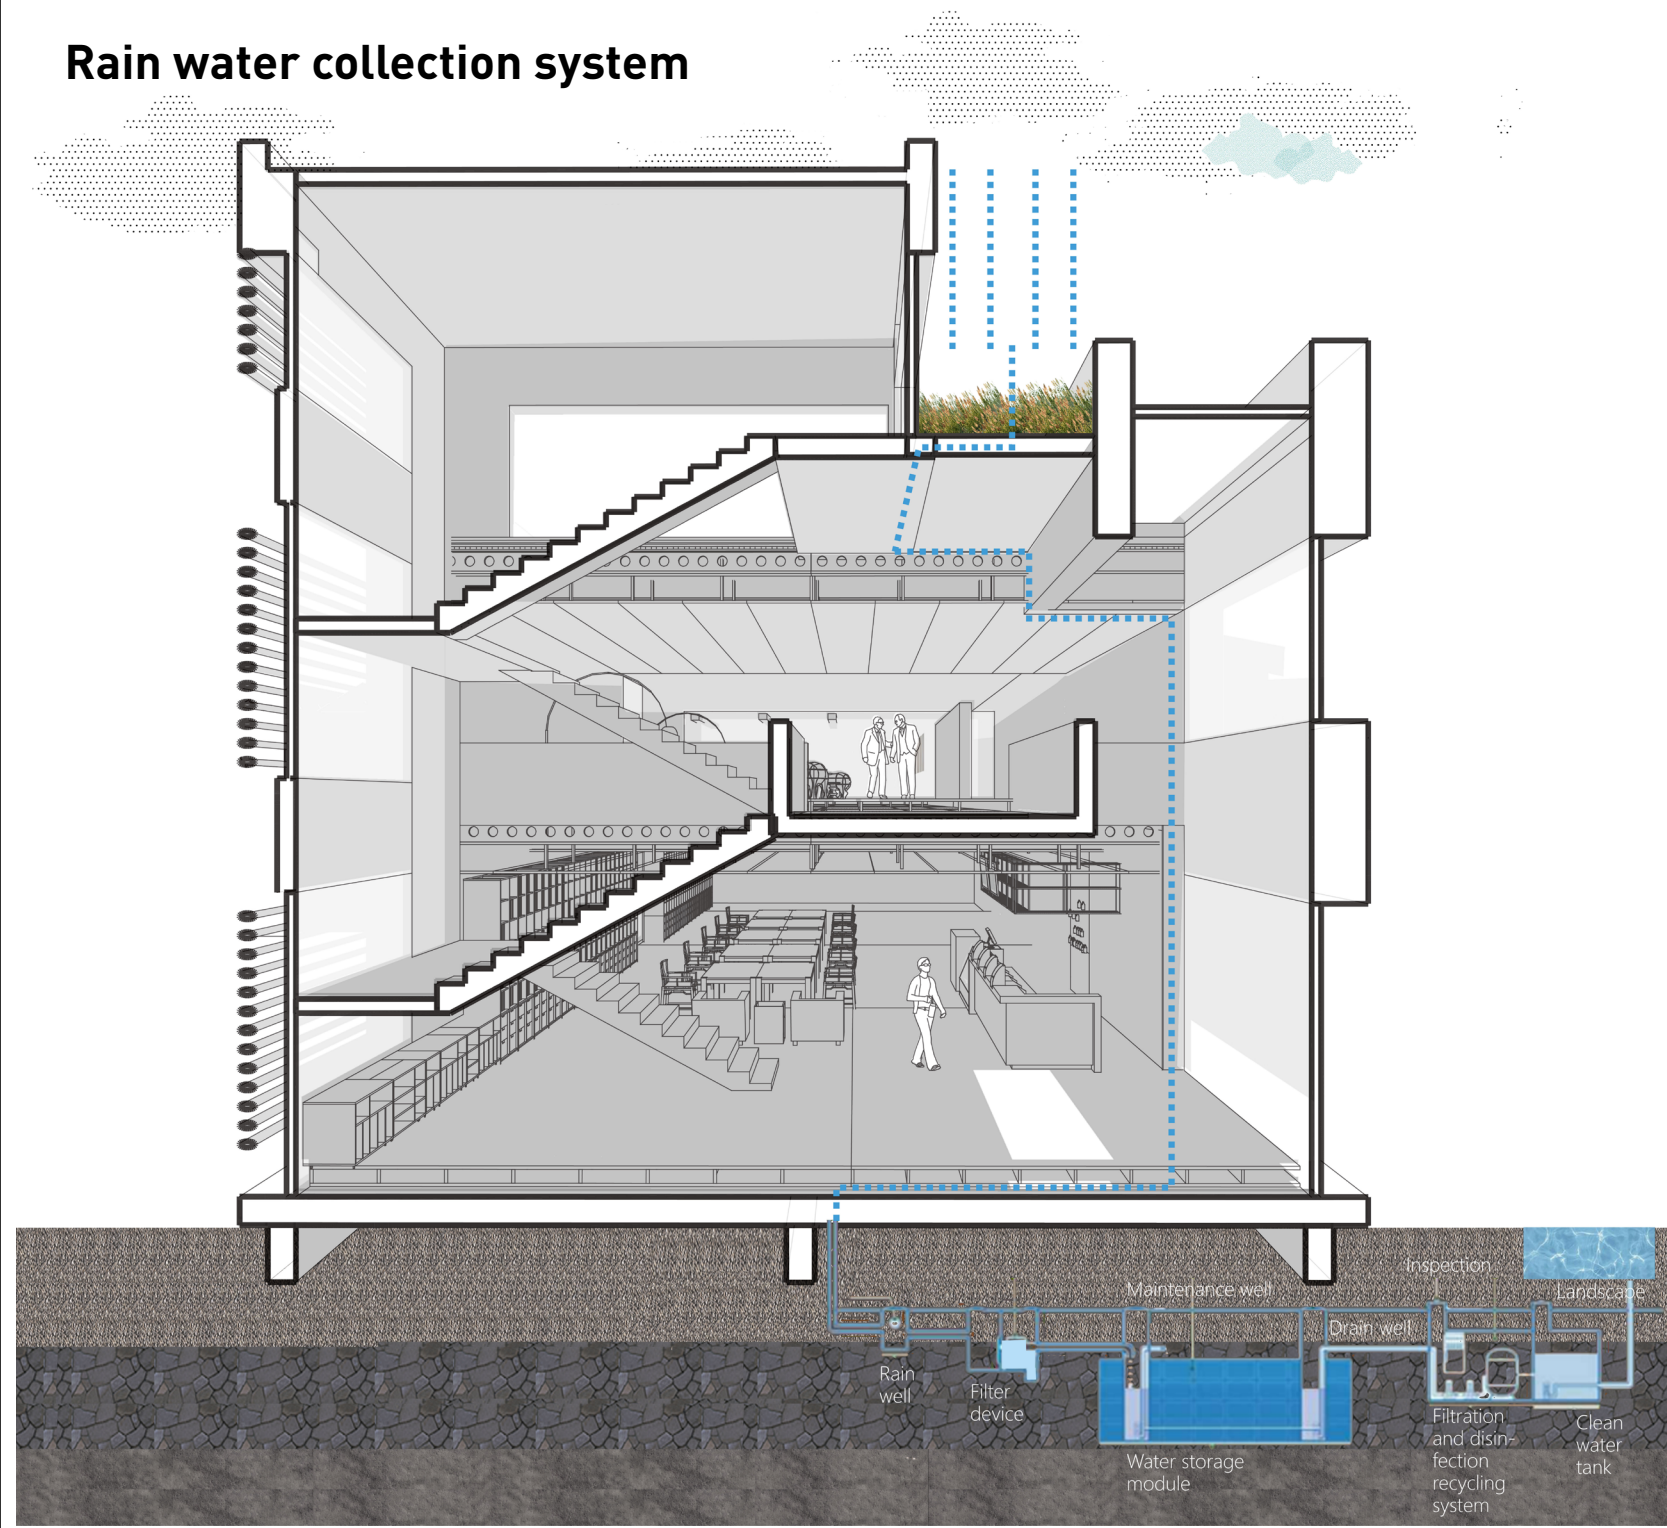 Rain water collection system
Inspection
Maintenance well
Landscape
Drain well
Rain
well
Filter
device
Filtration
and disin-
fection
recycling
system
Clean
water
tank
Water storage
module